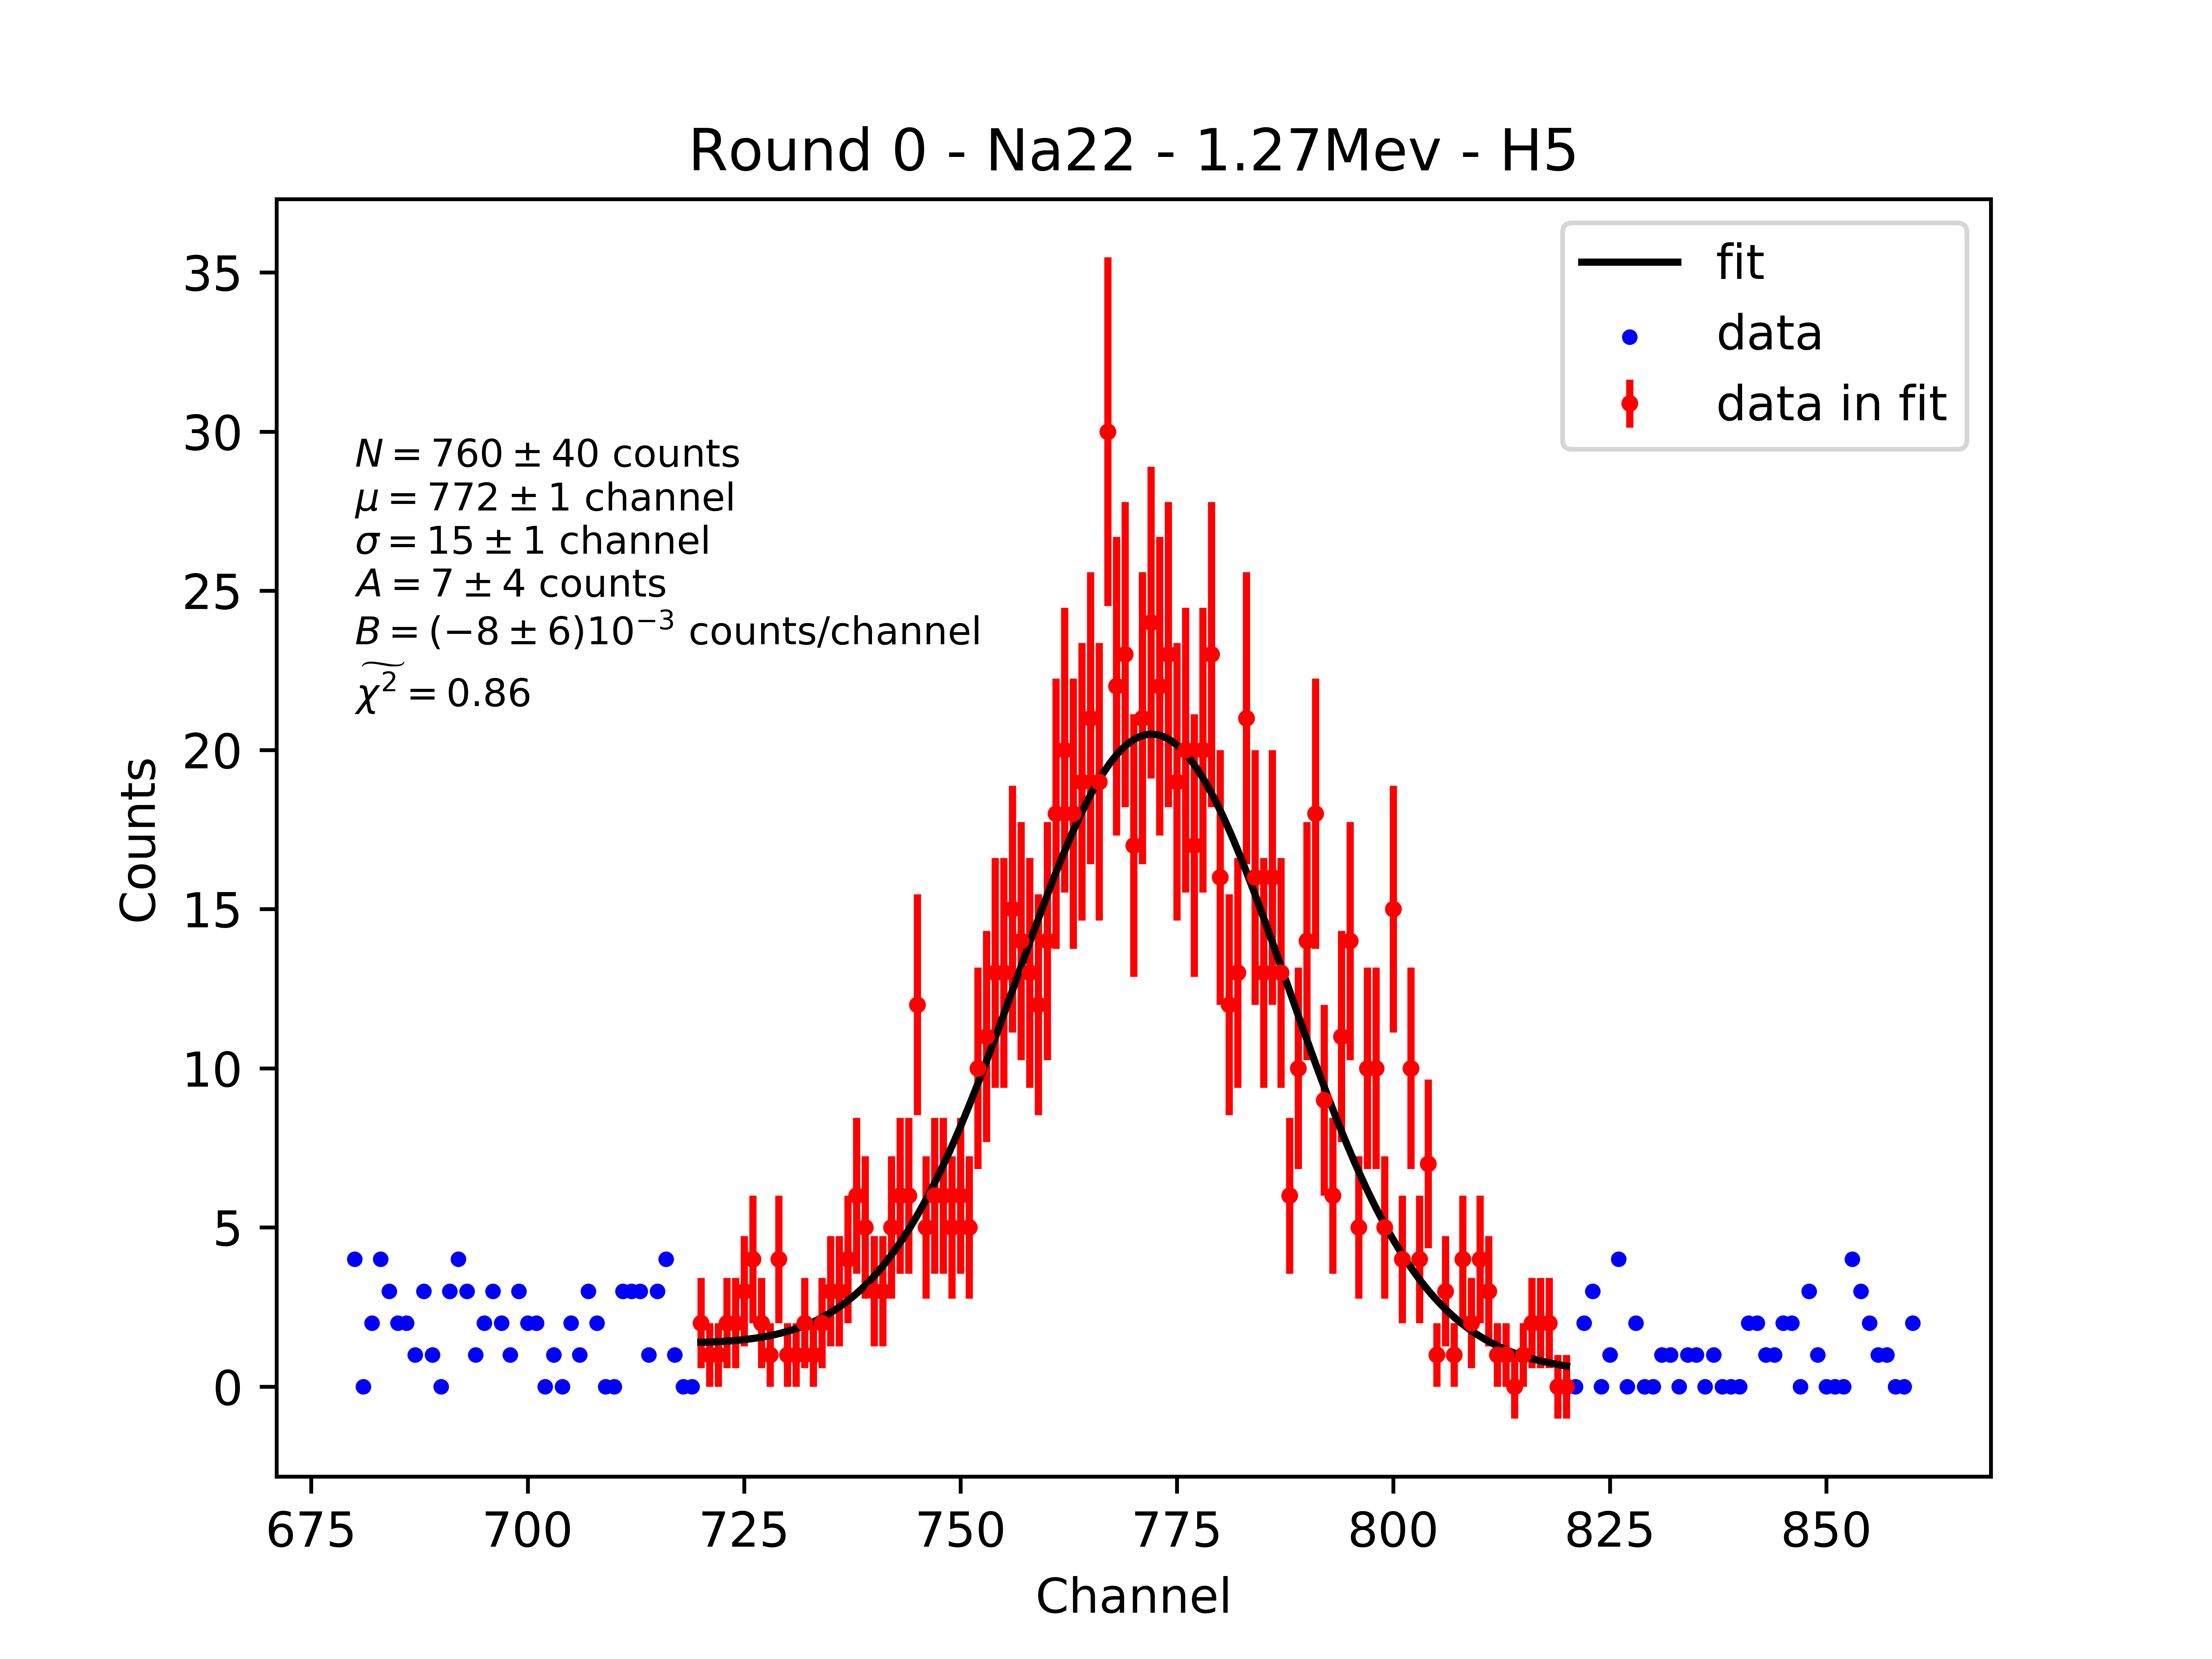 Round 0 - Na22 - 1.27Mev - H5
fit
data
data in fit
N = 760 ± 40 counts
μ = 772 ± 1 channel
σ = 15 ± 1 channel
A = 7 ± 4 counts
B = (−8 ± 6)10⁻³ counts/channel
χ̃² = 0.86
Counts
35
30
25
20
15
10
5
0
675 700 725 750 775 800 825 850
Channel